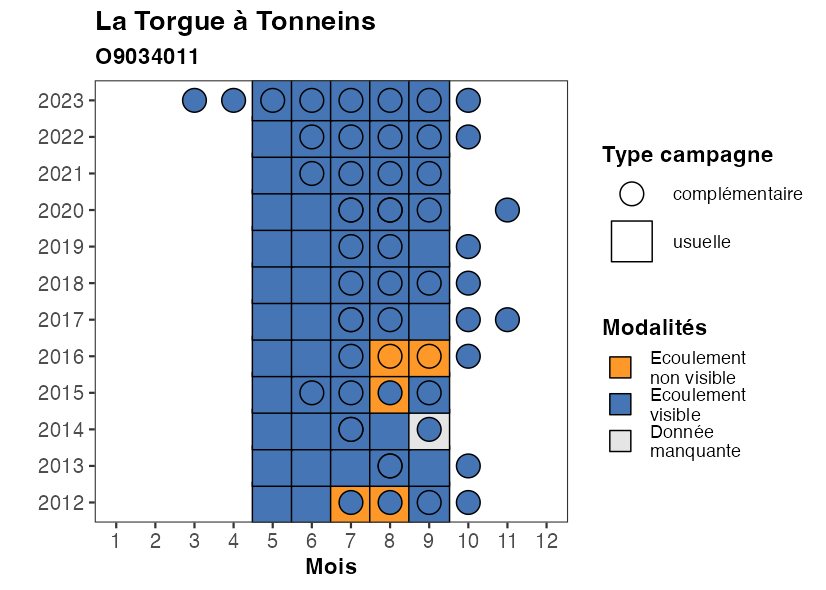 La Torgue à Tonneins
O9034011
2023
2022
2021
2020
2019
2018
2017
2016
2015
2014
2013
2012
1 2 3 4 5 6 7 8 9 10 11 12
Mois
Type campagne
complémentaire
usuelle
Modalités
Ecoulement
non visible
Ecoulement
visible
Donnée
manquante